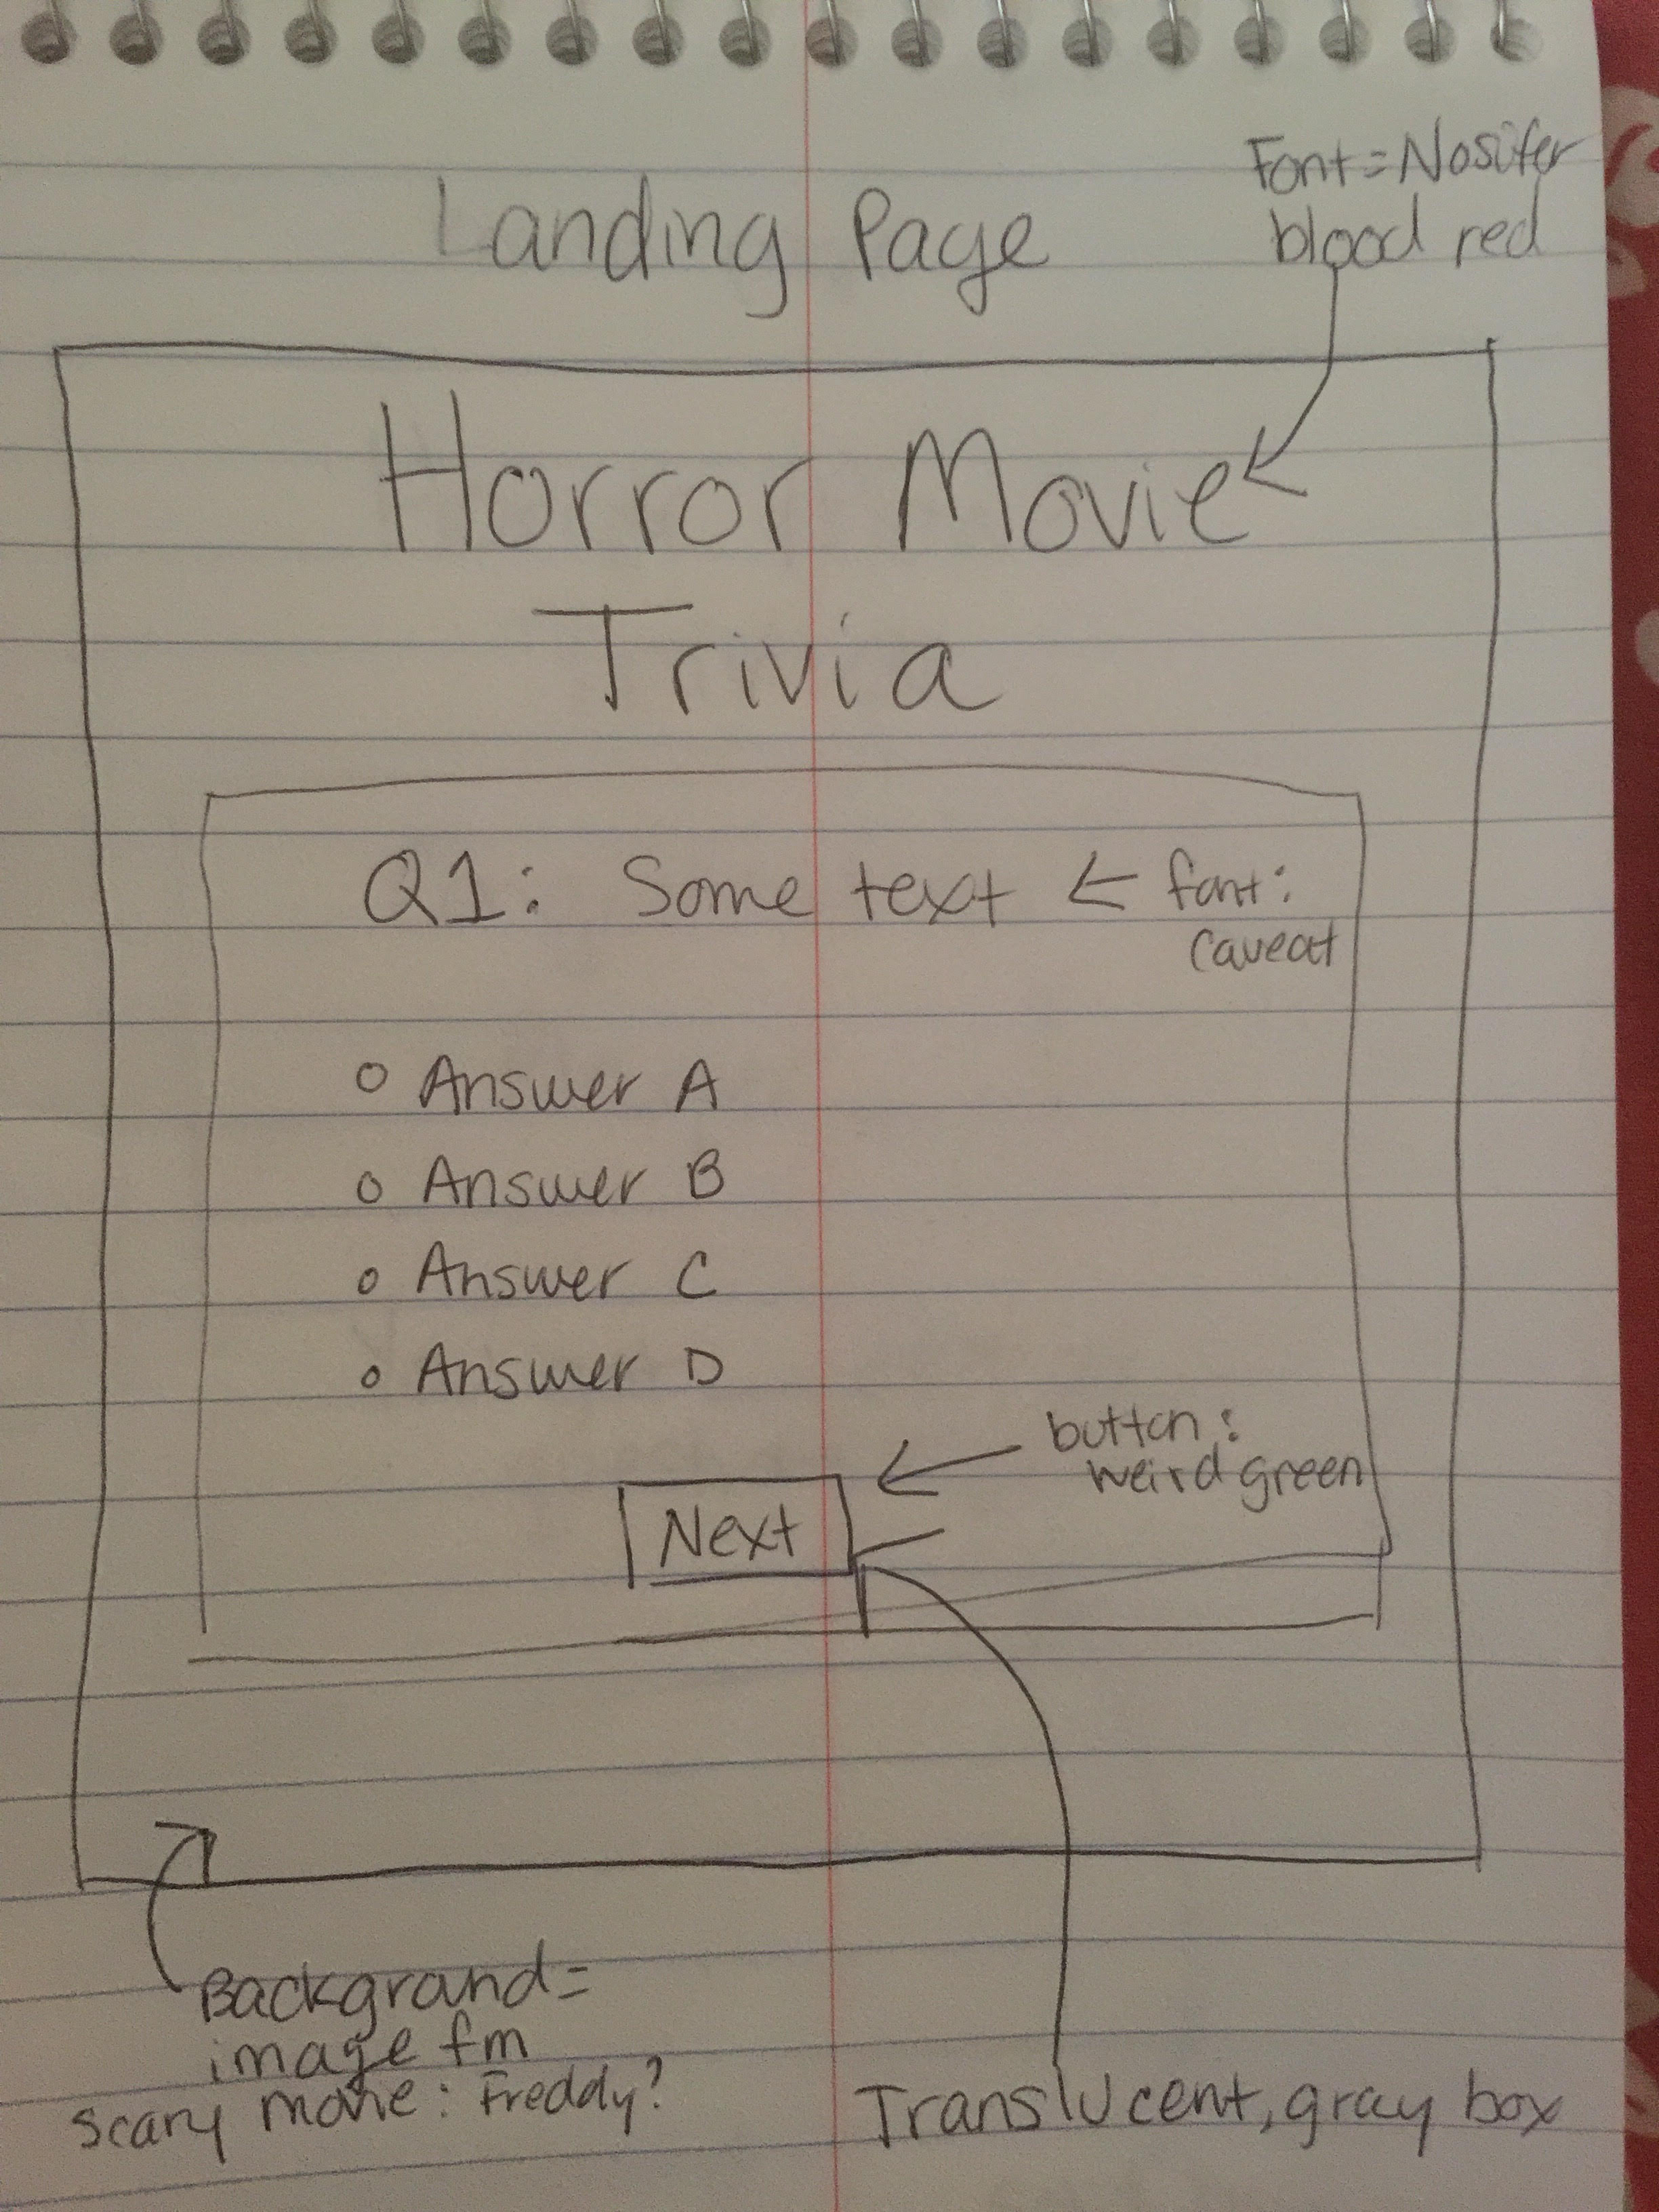 Font = Nosifer
blood red
Landing Page
Horror Movie
Trivia
Q1: Some text ← font:
Caveat
○ Answer A
○ Answer B
○ Answer C
○ Answer D
button:
weird green
Next
Background =
image fm
scary movie: Freddy?
Translucent, gray box